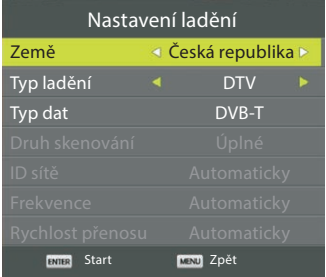 Nastavení ladění
Země Česká republika
Typ ladění DTV
Typ dat DVB-T
Druh skenování Úplné
ID sítě Automaticky
Frekvence Automaticky
Rychlost přenosu Automaticky
ENTER Start MENU Zpět